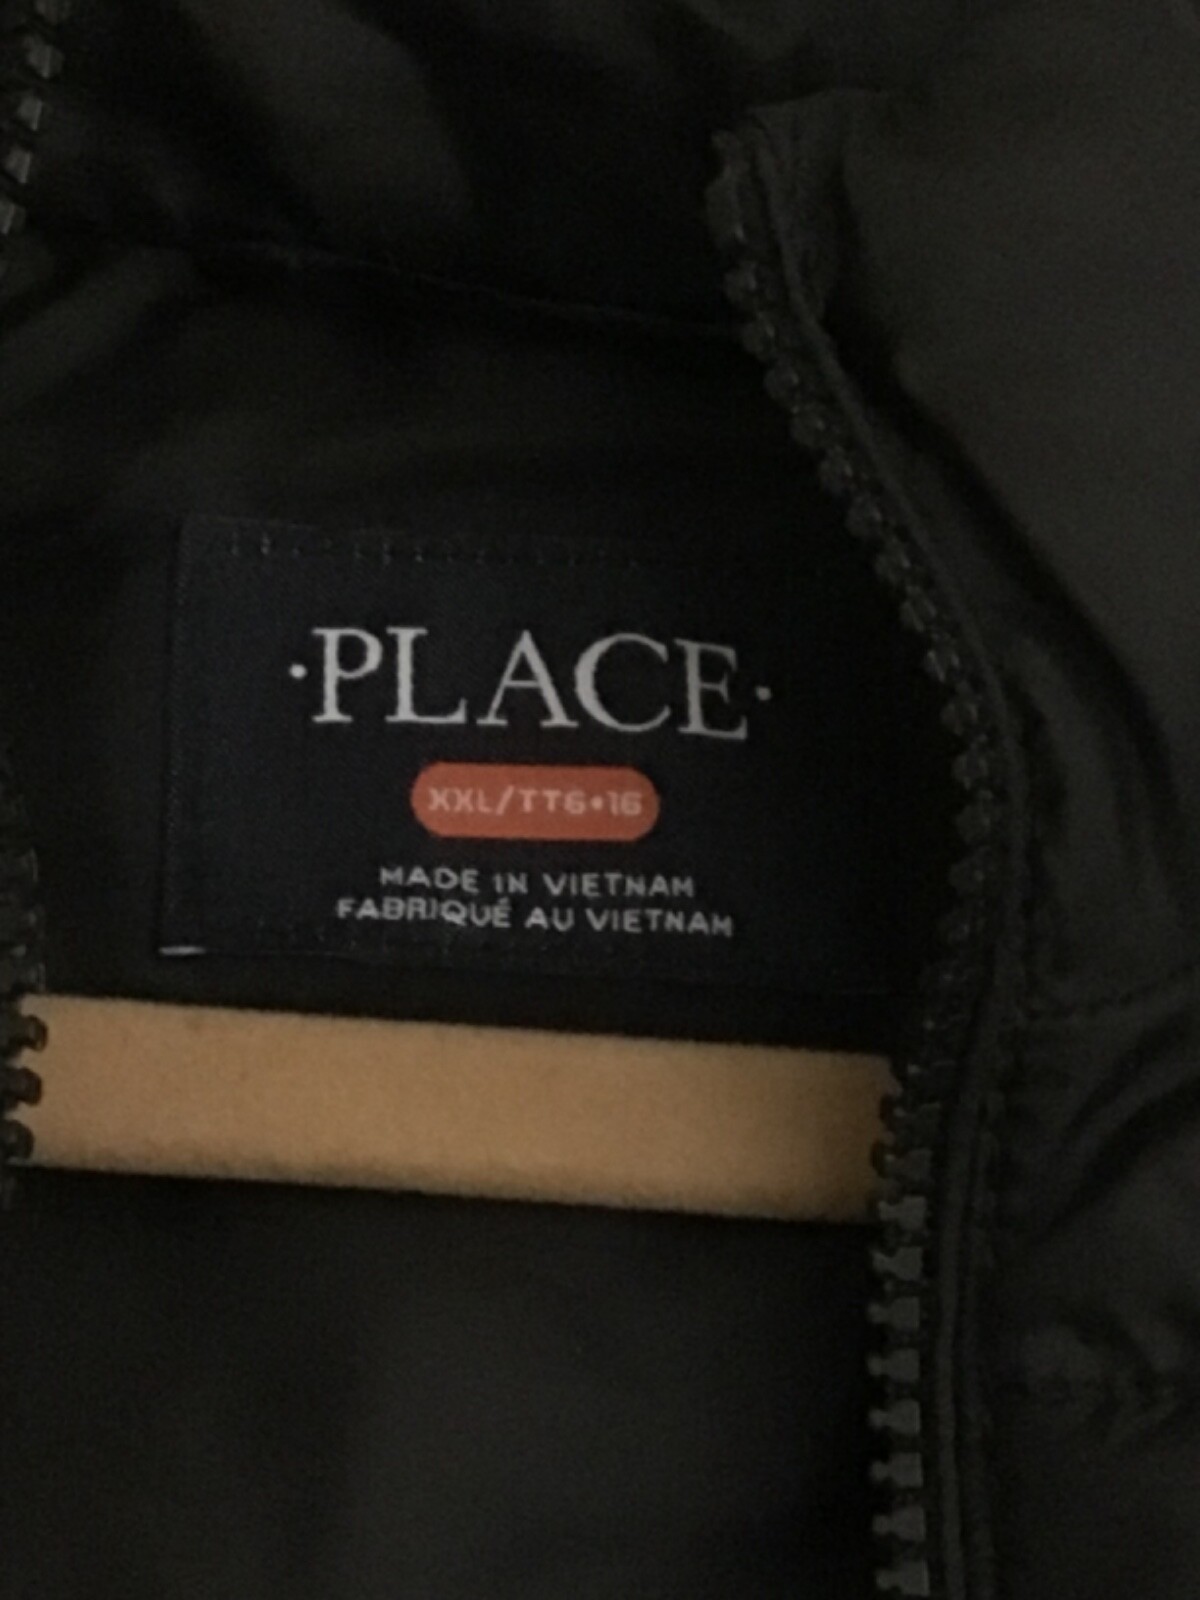 ·PLACE·
XXL/TTG•16
MADE IN VIETNAM
FABRIQUÉ AU VIETNAM